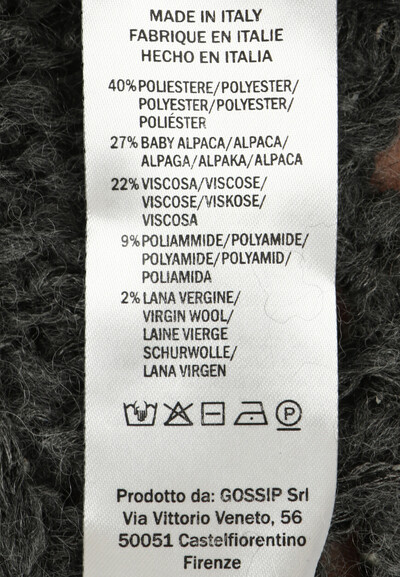 MADE IN ITALY
FABRIQUE EN ITALIE
HECHO EN ITALIA
40% POLIESTERE/POLYESTER/
POLYESTER/POLYESTER/
POLIÉSTER
27% BABY ALPACA/ALPACA/
ALPAGA/ALPAKA/ALPACA
22% VISCOSA/VISCOSE/
VISCOSE/VISKOSE/
VISCOSA
9% POLIAMMIDE/POLYAMIDE/
POLYAMIDE/POLYAMID/
POLIAMIDA
2% LANA VERGINE/
VIRGIN WOOL/
LAINE VIERGE
SCHURWOLLE/
LANA VIRGEN
P
Prodotto da: GOSSIP Srl
Via Vittorio Veneto, 56
50051 Castelfiorentino
Firenze